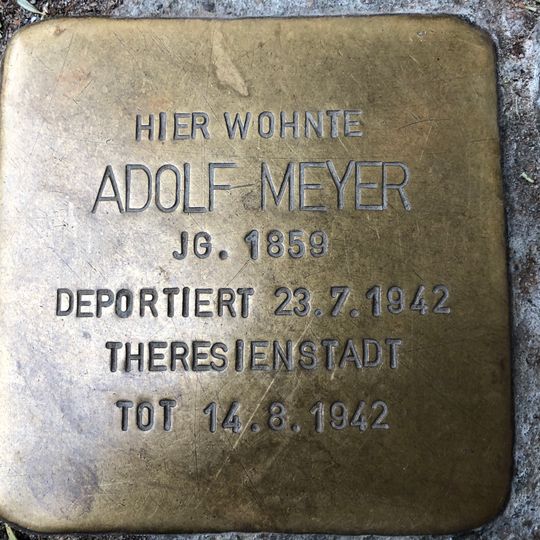 HIER WOHNTE
ADOLF MEYER
JG. 1859
DEPORTIERT 23.7.1942
THERESIENSTADT
TOT 14.8.1942